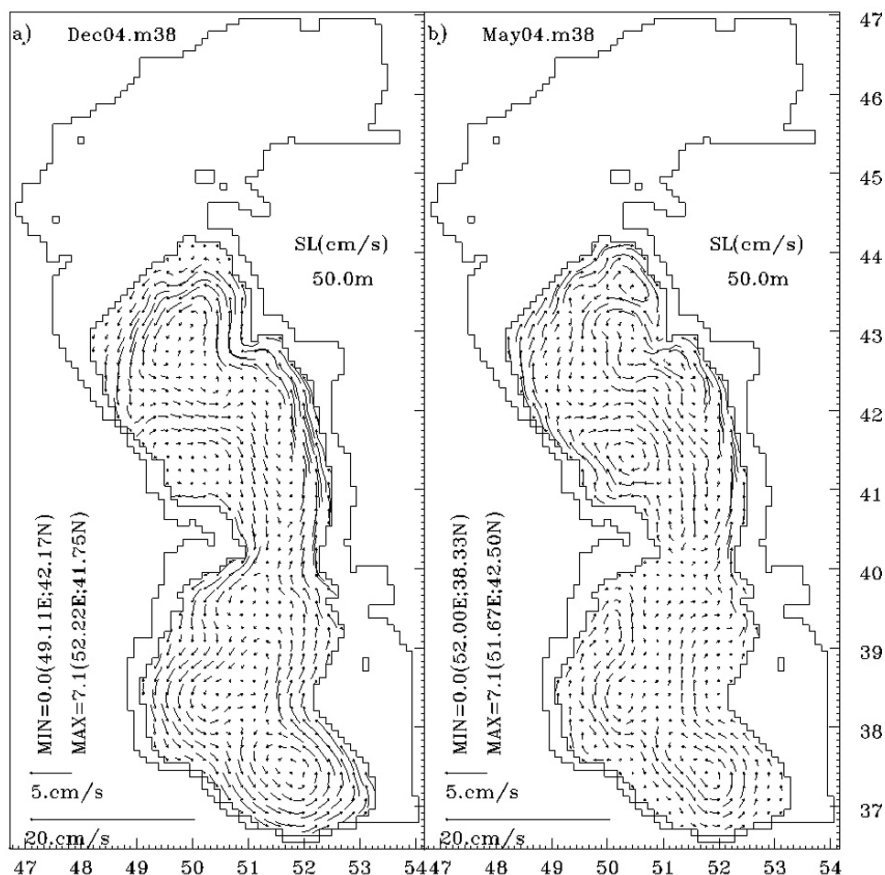 a) Dec04.m38
SL(cm/s)
50.0m
MIN=0.0(49.11E;42.17N)
MAX=7.1(52.22E;41.75N)
5.cm/s
20.cm/s
47 48 49 50 51 52 53 54
b) May04.m38
SL(cm/s)
50.0m
MIN=0.0(52.00E;38.33N)
MAX=7.1(51.67E;42.50N)
5.cm/s
20.cm/s
47 48 49 50 51 52 53 54
47
46
45
44
43
42
41
40
39
38
37